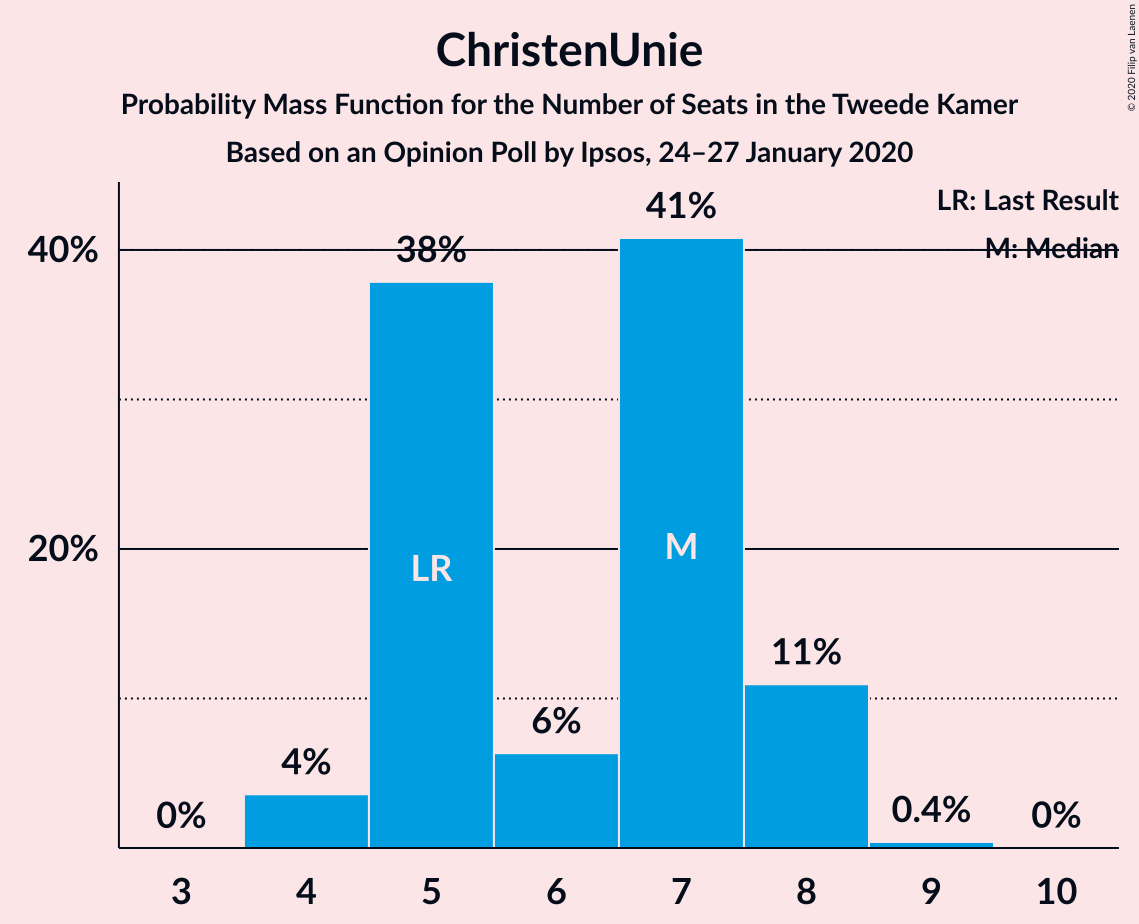 ChristenUnie
Probability Mass Function for the Number of Seats in the Tweede Kamer
Based on an Opinion Poll by Ipsos, 24–27 January 2020
© 2020 Filip van Laenen
LR: Last Result
M: Median
40%
20%
0%
4%
38%
6%
41%
11%
0.4%
0%
LR
M
3
4
5
6
7
8
9
10